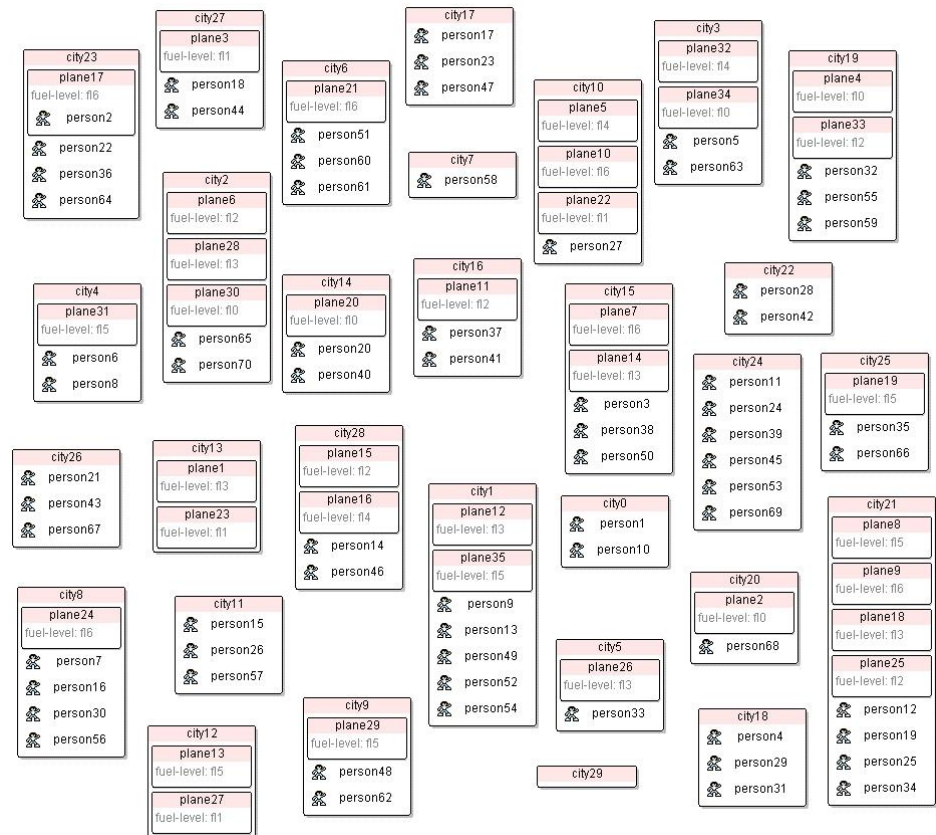 city27
plane3
fuel-level: fl1
person18
person44
city17
person17
person23
person47
city3
plane32
fuel-level: fl4
plane34
fuel-level: fl0
person5
person63
city23
plane17
fuel-level: fl6
person2
person22
person36
person64
city6
plane21
fuel-level: fl6
person51
person60
person61
city19
plane4
fuel-level: fl0
plane33
fuel-level: fl2
person32
person55
person59
city10
plane5
fuel-level: fl4
plane10
fuel-level: fl6
plane22
fuel-level: fl1
person27
city7
person58
city2
plane6
fuel-level: fl2
plane28
fuel-level: fl3
plane30
fuel-level: fl0
person65
person70
city16
plane11
fuel-level: fl2
person37
person41
city22
person28
person42
city14
plane20
fuel-level: fl0
person20
person40
city4
plane31
fuel-level: fl5
person6
person8
city15
plane7
fuel-level: fl6
plane14
fuel-level: fl3
person3
person38
person50
city24
person11
person24
person39
person45
person53
person69
city25
plane19
fuel-level: fl5
person35
person66
city28
plane15
fuel-level: fl2
plane16
fuel-level: fl4
person14
person46
city13
plane1
fuel-level: fl3
plane23
fuel-level: fl1
city26
person21
person43
person67
city1
plane12
fuel-level: fl3
plane35
fuel-level: fl5
person9
person13
person49
person52
person54
city0
person1
person10
city21
plane8
fuel-level: fl5
plane9
fuel-level: fl6
plane18
fuel-level: fl3
plane25
fuel-level: fl2
person12
person19
person25
person34
city20
plane2
fuel-level: fl0
person68
city8
plane24
fuel-level: fl6
person7
person16
person30
person56
city11
person15
person26
person57
city5
plane26
fuel-level: fl3
person33
city9
plane29
fuel-level: fl5
person48
person62
city18
person4
person29
person31
city12
plane13
fuel-level: fl5
plane27
fuel-level: fl1
city29